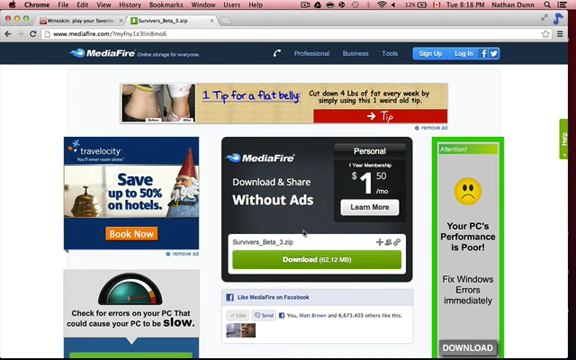 Chrome File Edit View History Bookmarks Window Help
Tue 8:18 PM Nathan Dunn
Wineskin: play your favorite
Survivers_Beta_3.zip
www.mediafire.com/?myfny1z3lin8mo6
MediaFire Online storage for everyone.
Professional Business Tools Sign Up Log In
1 Tip for a flat belly:
Cut down 4 Lbs of fat every week by
simply using this 1 weird old tip.
Before After
Tip
remove ad
Help
travelocity
You'll never roam alone.
Save
up to 50%
on hotels.
Book Now
remove ad
Check for errors on your PC That
could cause your PC to be slow.
MediaFire
Download & Share
Without Ads
Personal
1 Year Membership
$1 50
/mo
Learn More
Survivers_Beta_3.zip
Download (62.12 MB)
Like MediaFire on Facebook
Like Send You, Matt Brown and 6,673,403 others like this.
Attention!
Your PC's
Performance
is Poor!
Fix Windows
Errors
immediately
DOWNLOAD